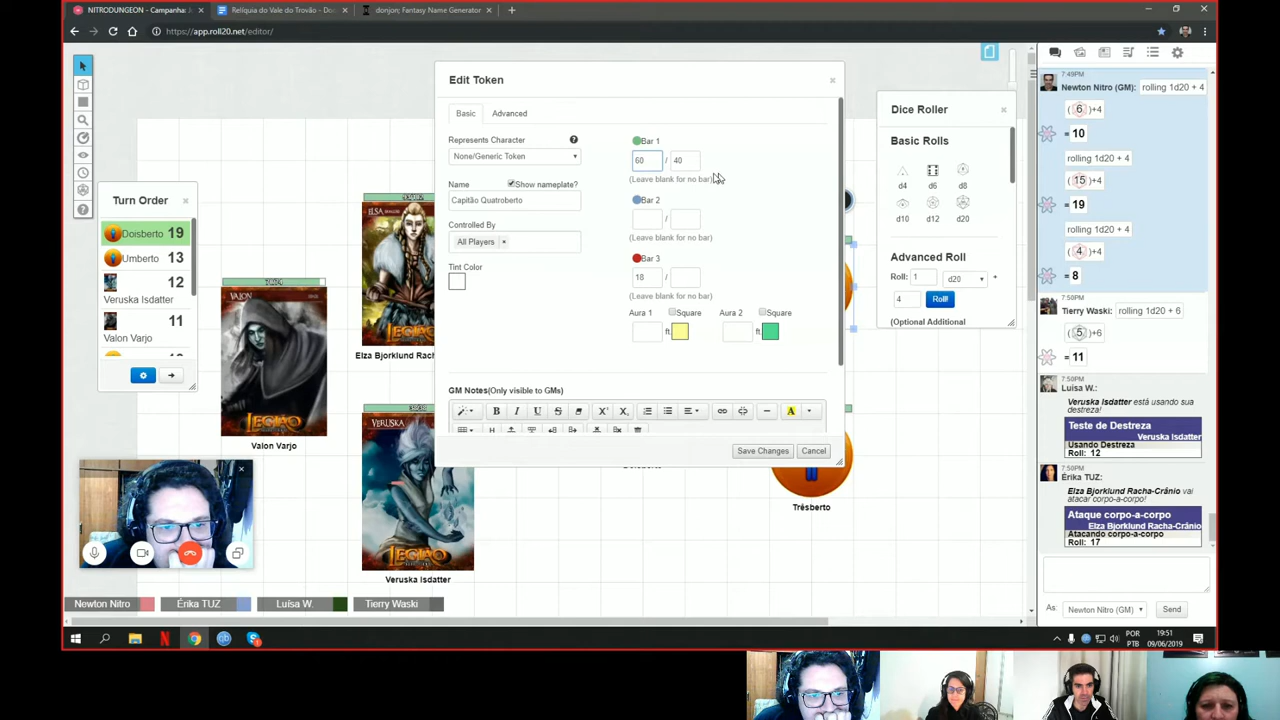 NITRODUNGEON - Campanha: J
Relíquia do Vale do Trovão - Doc
donjon; Fantasy Name Generator
https://app.roll20.net/editor/
Edit Token
Basic
Advanced
Represents Character
None/Generic Token
Name
Show nameplate?
Capitão Quatroberto
Controlled By
All Players
Tint Color
Bar 1
60 / 40
(Leave blank for no bar)
Bar 2
/
(Leave blank for no bar)
Bar 3
18 /
(Leave blank for no bar)
Aura 1
Square
Aura 2
Square
ft
ft
GM Notes(Only visible to GMs)
Save Changes
Cancel
Turn Order
Doisberto 19
Umberto 13
12
Veruska Isdatter
11
Valon Varjo
VALON
LEGIÃO
Valon Varjo
ELSA
LEGIÃO
Elza Bjorklund Rach
VERUSKA
LEGIÃO
Veruska Isdatter
Trêsberto
Dice Roller
Basic Rolls
d4
d6
d8
d10
d12
d20
Advanced Roll
Roll: 1 d20 +
4 Roll!
(Optional Additional
7:49PM
Newton Nitro (GM): rolling 1d20 + 4
(6)+4
= 10
rolling 1d20 + 4
(15)+4
= 19
rolling 1d20 + 4
(4)+4
= 8
7:50PM
Tierry Waski: rolling 1d20 + 6
(5)+6
= 11
7:50PM
Luisa W.:
Veruska Isdatter está usando sua
destreza!
Teste de Destreza
Veruska Isdatter
Usando Destreza
Roll: 12
7:50PM
Érika TUZ:
Elza Bjorklund Racha-Crânio vai
atacar corpo-a-corpo!
Ataque corpo-a-corpo
Elza Bjorklund Racha-Crânio
Atacando corpo-a-corpo
Roll: 17
As: Newton Nitro (GM)
Send
Newton Nitro
Érika TUZ
Luísa W.
Tierry Waski
POR
PTB
19:51
09/06/2019